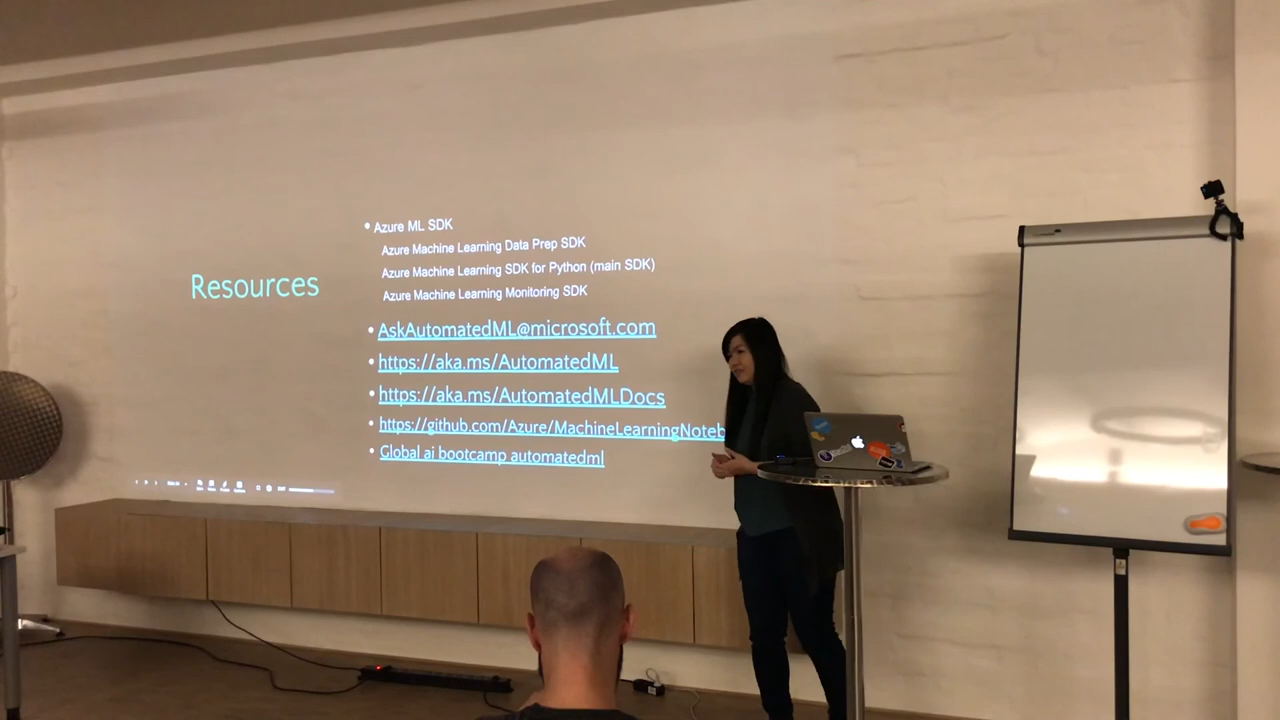 Resources
• Azure ML SDK
Azure Machine Learning Data Prep SDK
Azure Machine Learning SDK for Python (main SDK)
Azure Machine Learning Monitoring SDK
• AskAutomatedML@microsoft.com
• https://aka.ms/AutomatedML
• https://aka.ms/AutomatedMLDocs
• https://github.com/Azure/MachineLearningNoteb
• Global ai bootcamp automatedml